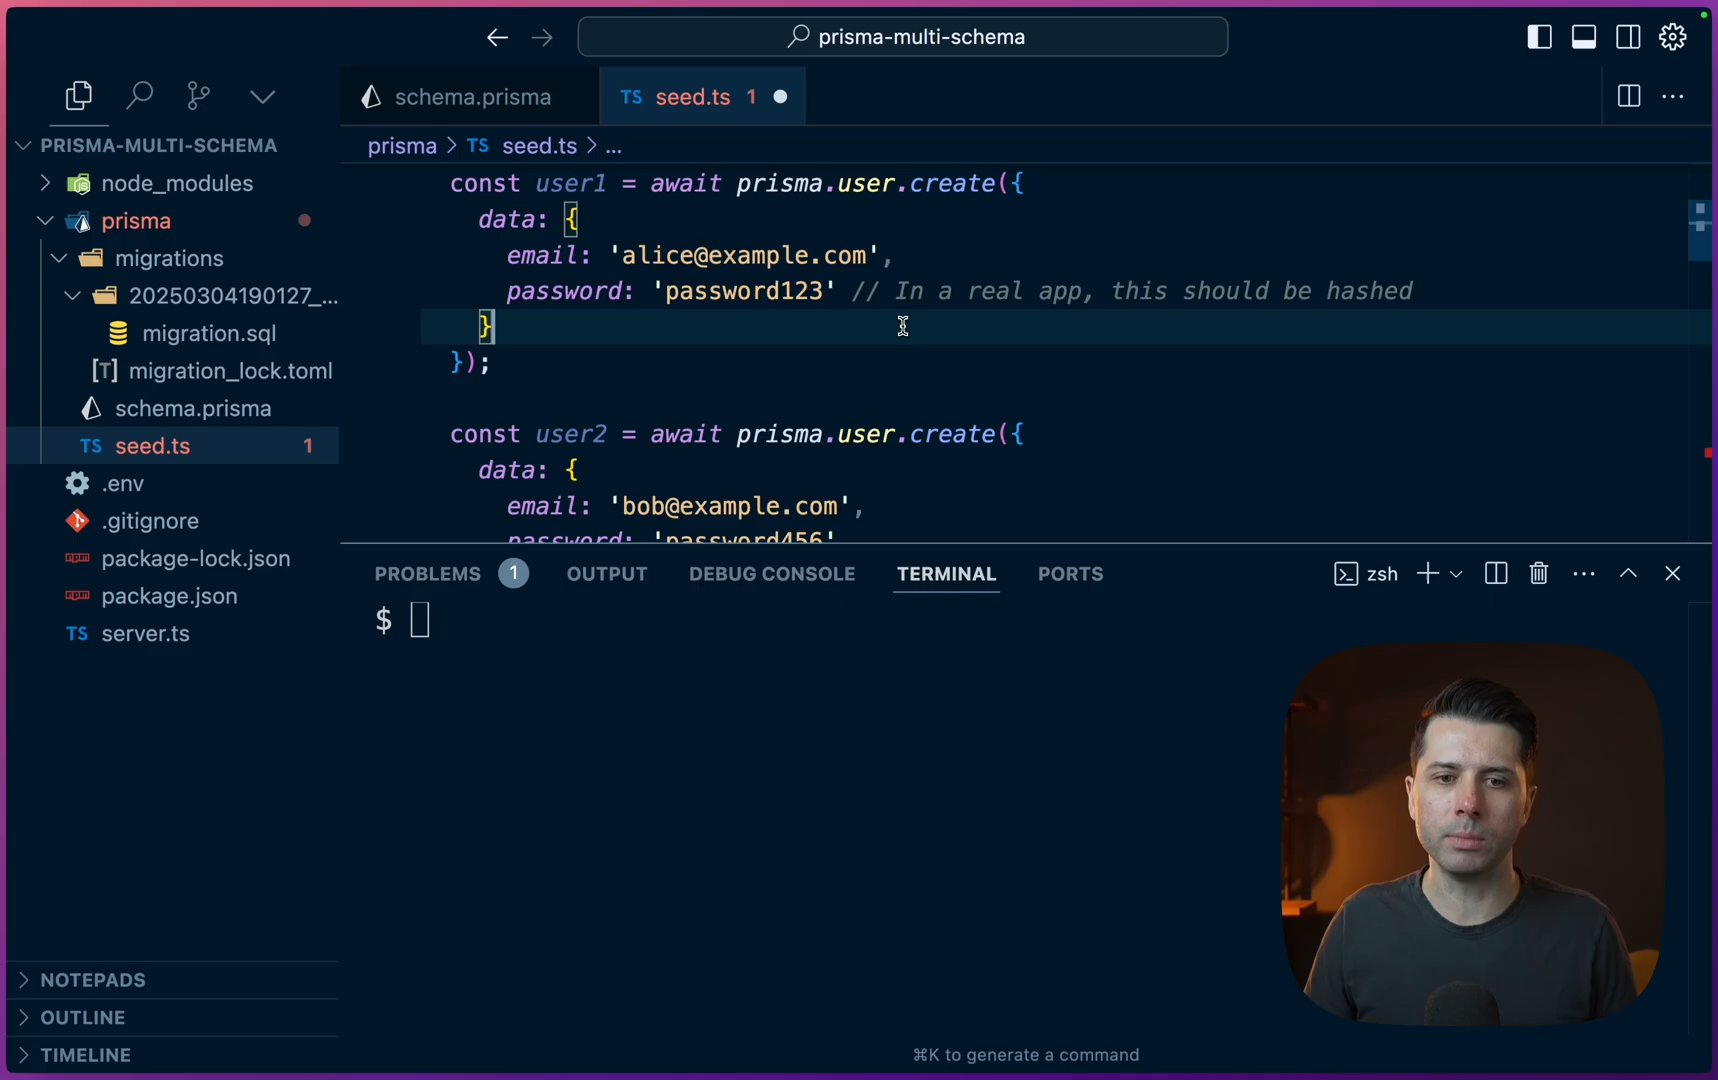 prisma-multi-schema
schema.prisma
TS seed.ts 1
PRISMA-MULTI-SCHEMA
prisma > TS seed.ts > ...
node_modules
prisma
migrations
20250304190127_...
migration.sql
[T] migration_lock.toml
schema.prisma
TS seed.ts 1
.env
.gitignore
package-lock.json
package.json
TS server.ts
NOTEPADS
OUTLINE
TIMELINE
const user1 = await prisma.user.create({
data: {
email: 'alice@example.com',
password: 'password123' // In a real app, this should be hashed
}
});
const user2 = await prisma.user.create({
data: {
email: 'bob@example.com',
password: 'password456'
PROBLEMS 1 OUTPUT DEBUG CONSOLE TERMINAL PORTS zsh
$
⌘K to generate a command